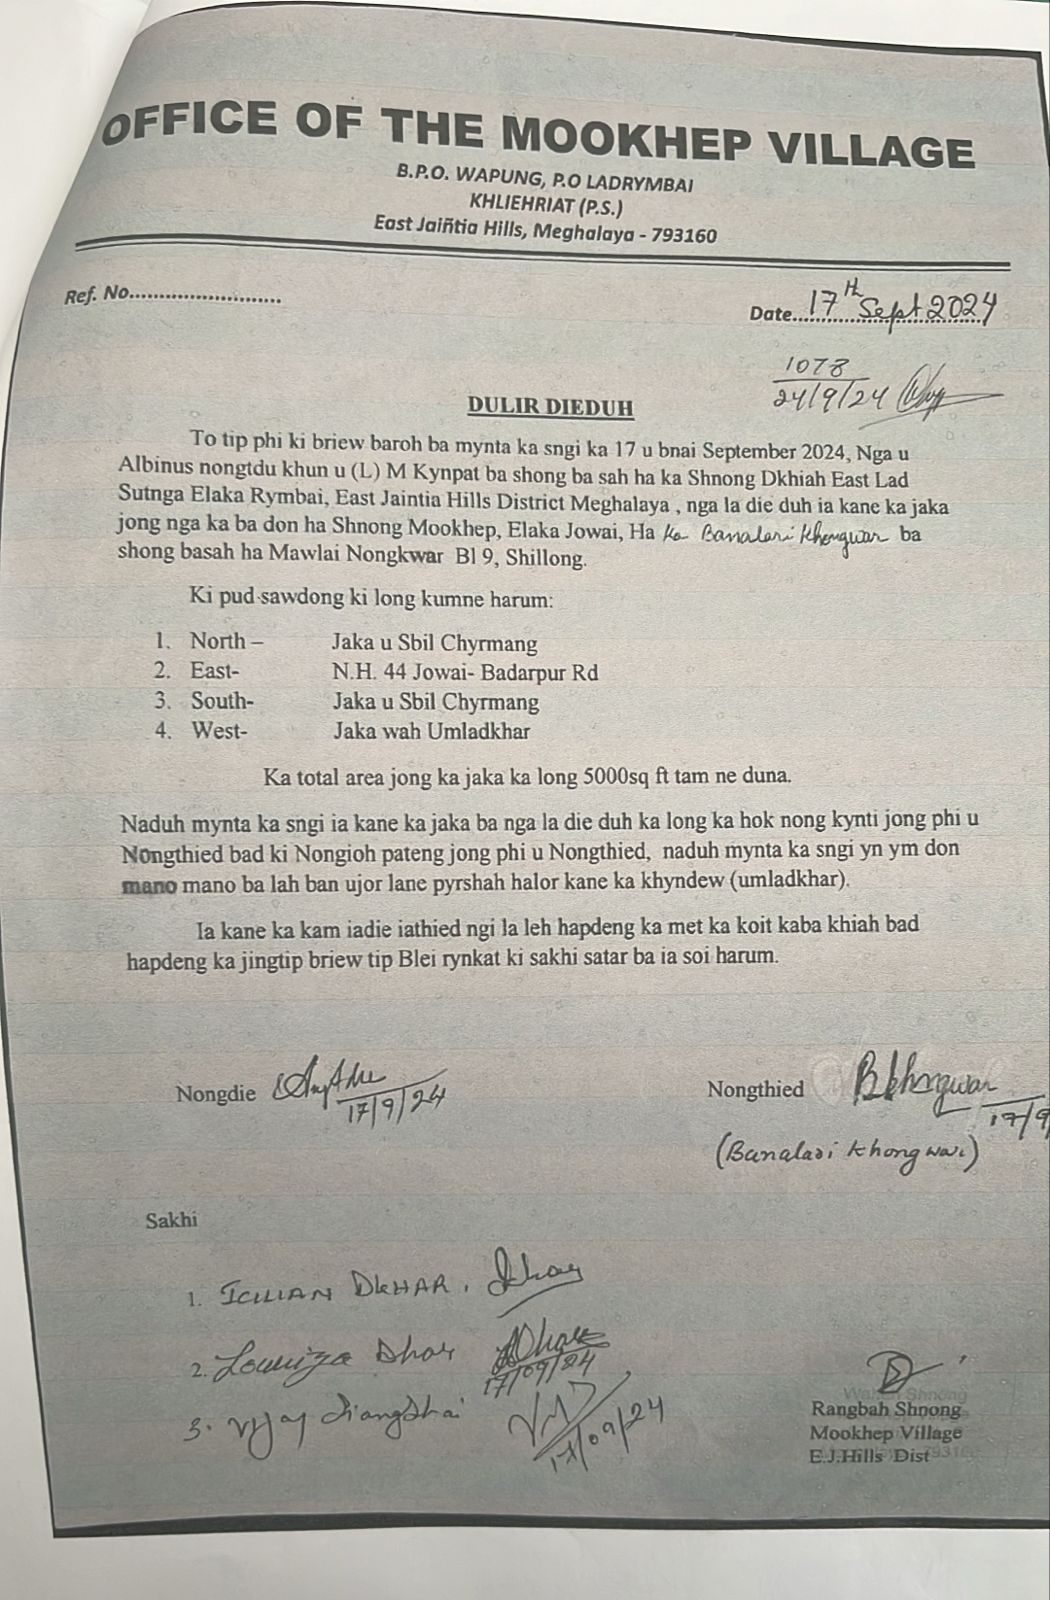 OFFICE OF THE MOOKHEP VILLAGE
B.P.O. WAPUNG, P.O LADRYMBAI
KHLIEHRIAT (P.S.)
East Jaiñtia Hills, Meghalaya - 793160
Ref. No..........................
Date...17th Sept 2024
1078
24/9/24
DULIR DIEDUH
To tip phi ki briew baroh ba mynta ka sngi ka 17 u bnai September 2024, Nga u
Albinus nongtdu khun u (L) M Kynpat ba shong ba sah ha ka Shnong Dkhiah East Lad
Sutnga Elaka Rymbai, East Jaintia Hills District Meghalaya , nga la die duh ia kane ka jaka
jong nga ka ba don ha Shnong Mookhep, Elaka Jowai, Ha Ka Banalari Khongwar ba
shong basah ha Mawlai Nongkwar Bl 9, Shillong.
Ki pud sawdong ki long kumne harum:
1. North – Jaka u Sbil Chyrmang
2. East- N.H. 44 Jowai- Badarpur Rd
3. South- Jaka u Sbil Chyrmang
4. West- Jaka wah Umladkhar
Ka total area jong ka jaka ka long 5000sq ft tam ne duna.
Naduh mynta ka sngi ia kane ka jaka ba nga la die duh ka long ka hok nong kynti jong phi u
Nongthied bad ki Nongioh pateng jong phi u Nongthied, naduh mynta ka sngi yn ym don
mano mano ba lah ban ujor lane pyrshah halor kane ka khyndew (umladkhar).
Ia kane ka kam iadie iathied ngi la leh hapdeng ka met ka koit kaba khiah bad
hapdeng ka jingtip briew tip Blei rynkat ki sakhi satar ba ia soi harum.
Nongdie
17/9/24
Nongthied BKhongwar
17/9
(Banalari Khongwar)
Sakhi
1. ICILIAN DKHAR.
2. Dhar
17/09/24
3. Vijay
17/09/24
Rangbah Shnong
Mookhep Village
E.J.Hills Dist